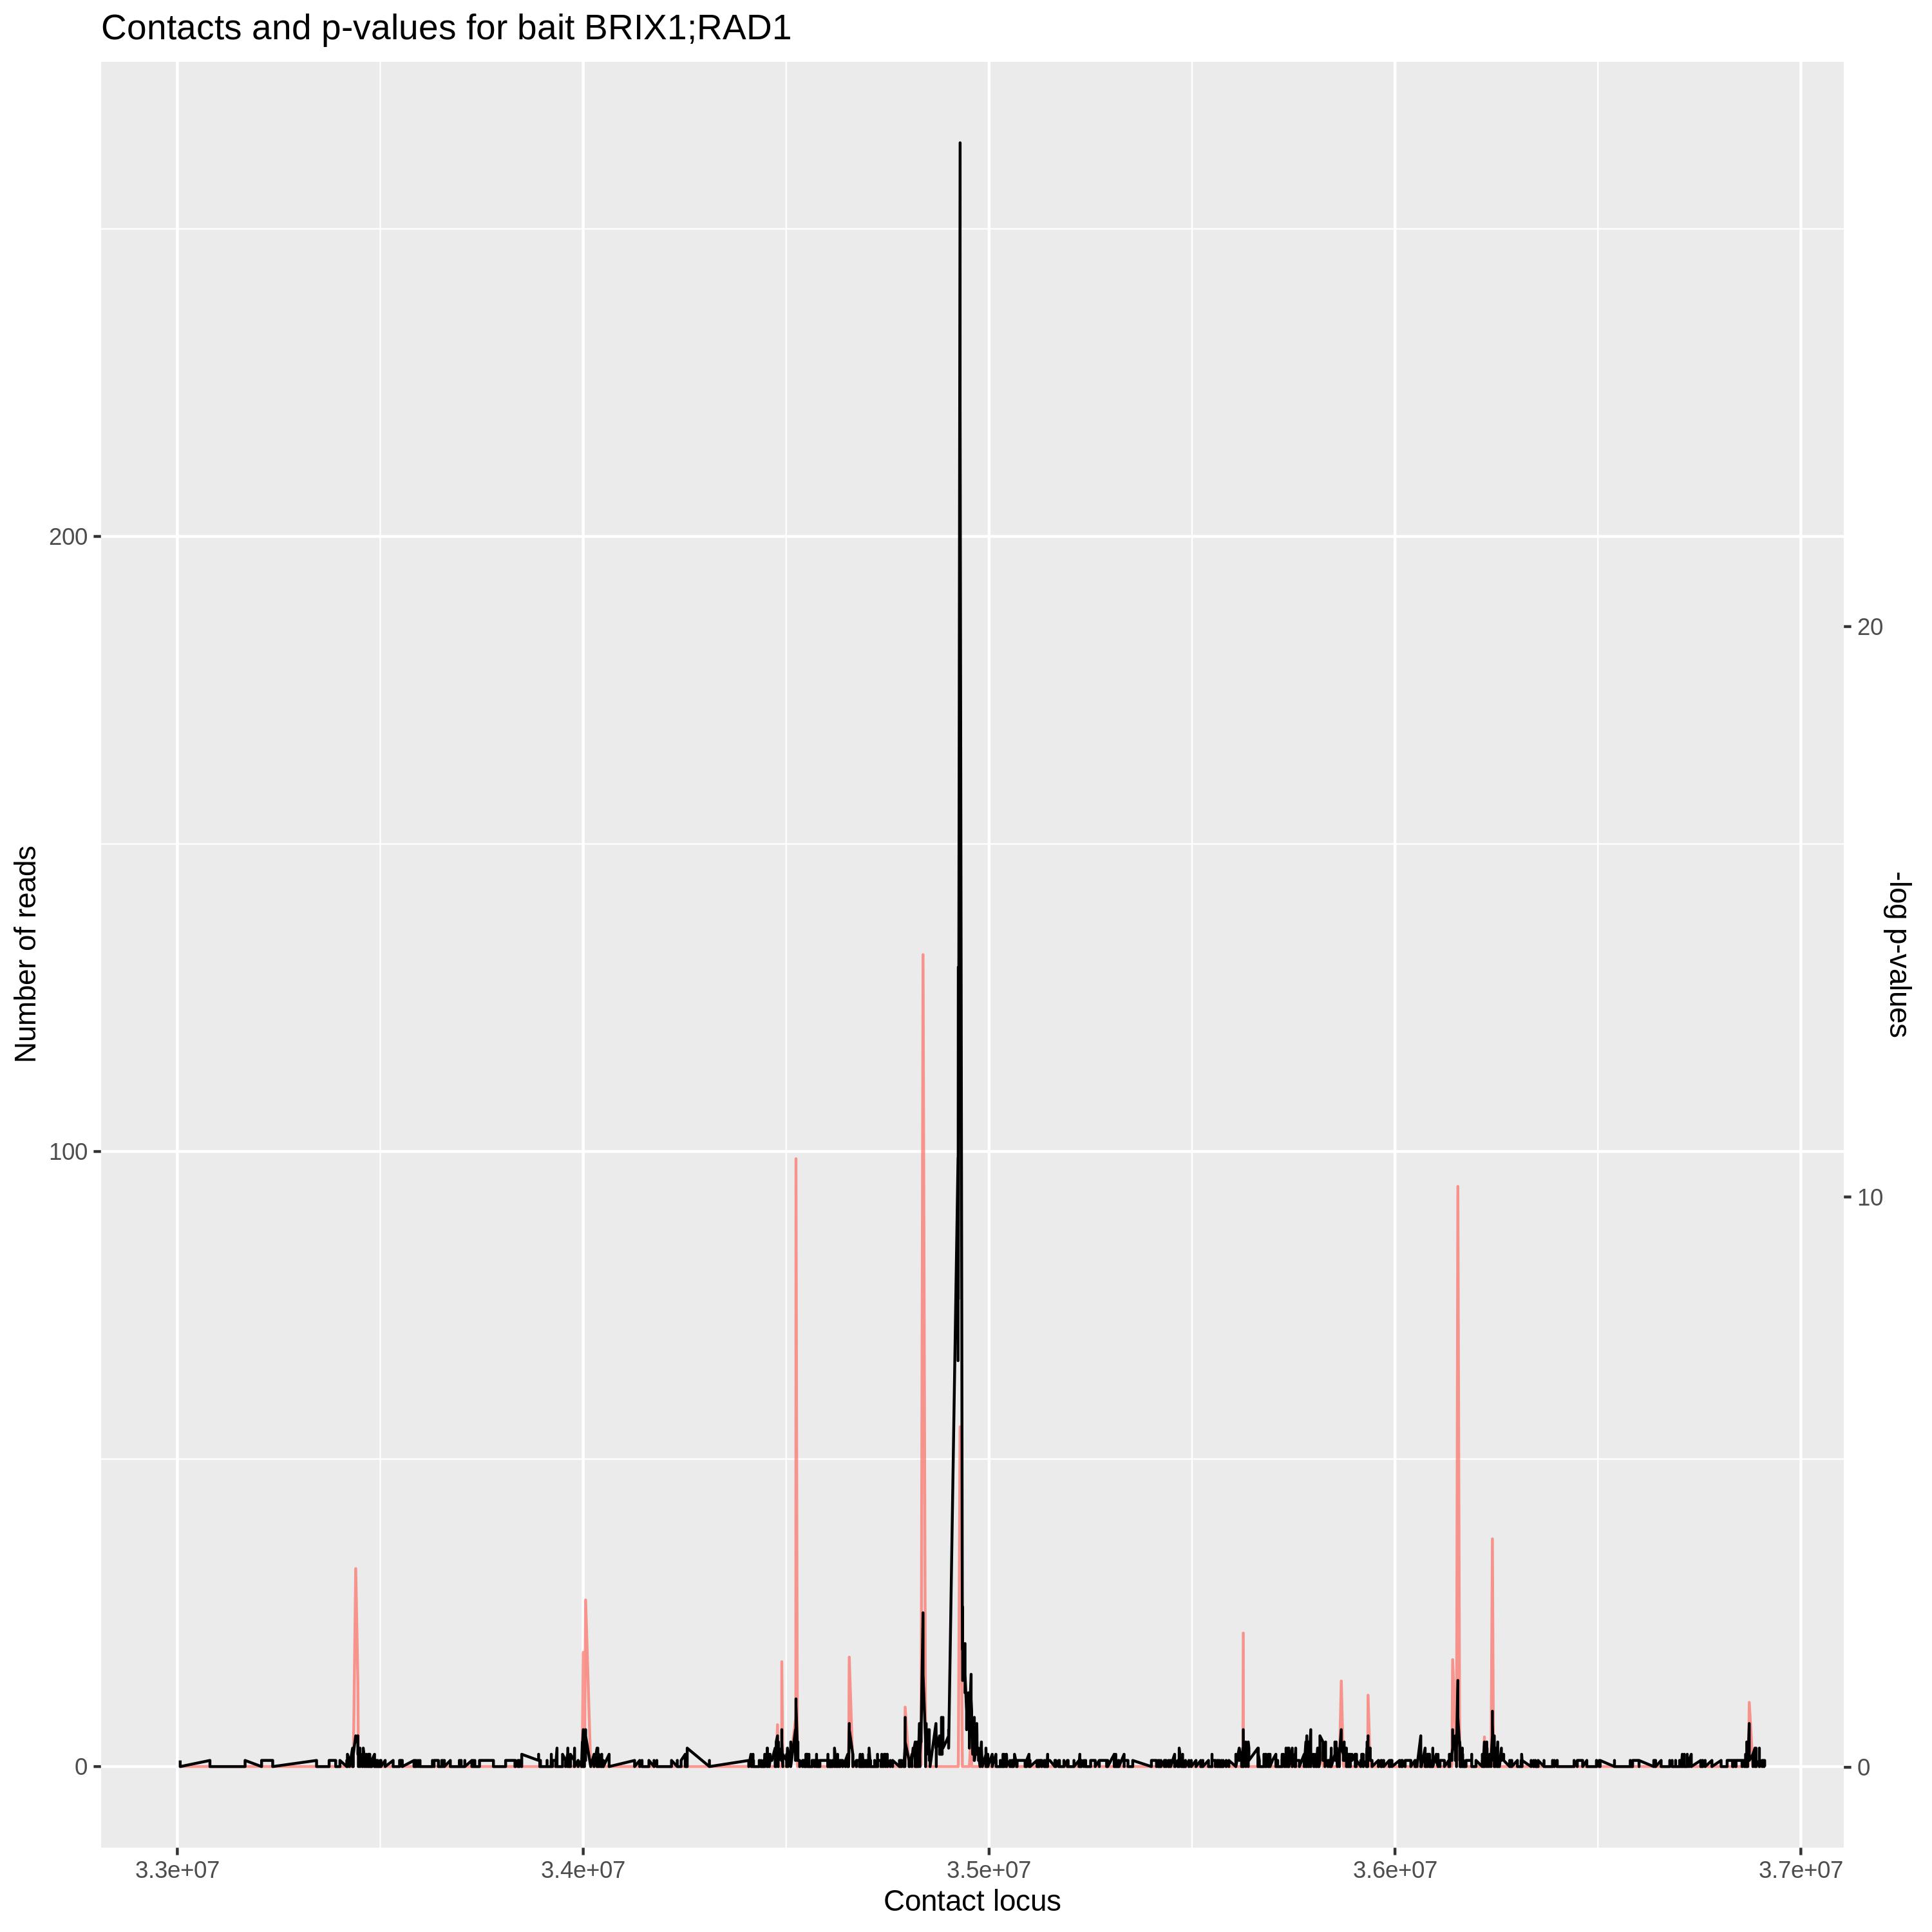 Contacts and p-values for bait BRIX1;RAD1
200
100
0
Number of reads
20
10
0
-log p-values
3.3e+07 3.4e+07 3.5e+07 3.6e+07 3.7e+07
Contact locus